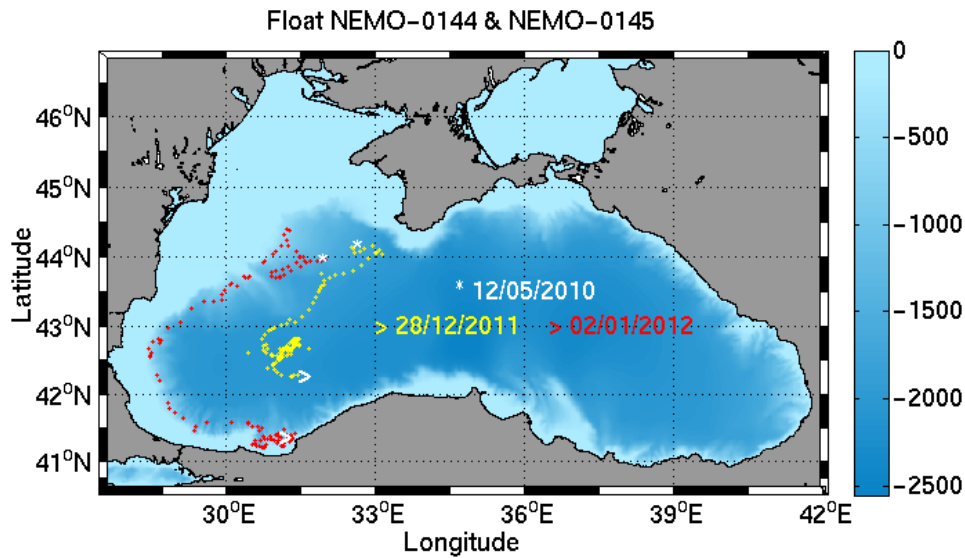 Float NEMO-0144 & NEMO-0145
46°N
45°N
44°N
43°N
42°N
41°N
Latitude
* 12/05/2010
> 28/12/2011
> 02/01/2012
30°E
33°E
36°E
39°E
42°E
Longitude
0
-500
-1000
-1500
-2000
-2500